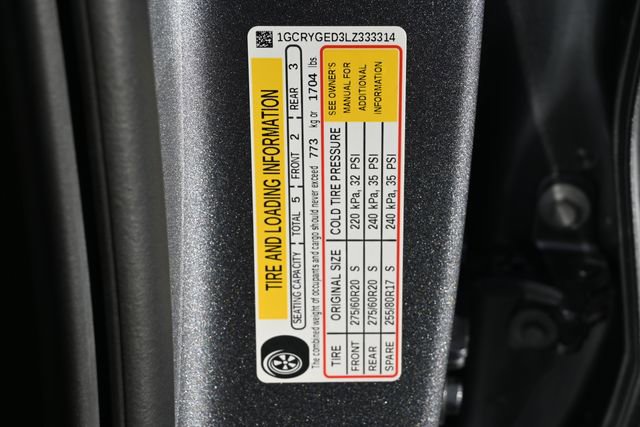 1GCRYGED3LZ333314
TIRE AND LOADING INFORMATION
SEATING CAPACITY TOTAL 5 FRONT 2 REAR 3
The combined weight of occupants and cargo should never exceed 773 kg or 1704 lbs.
TIRE ORIGINAL SIZE COLD TIRE PRESSURE
FRONT 275/60R20 S 220 kPa, 32 PSI
REAR 275/60R20 S 240 kPa, 35 PSI
SPARE 255/80R17 S 240 kPa, 35 PSI
SEE OWNER'S
MANUAL FOR
ADDITIONAL
INFORMATION